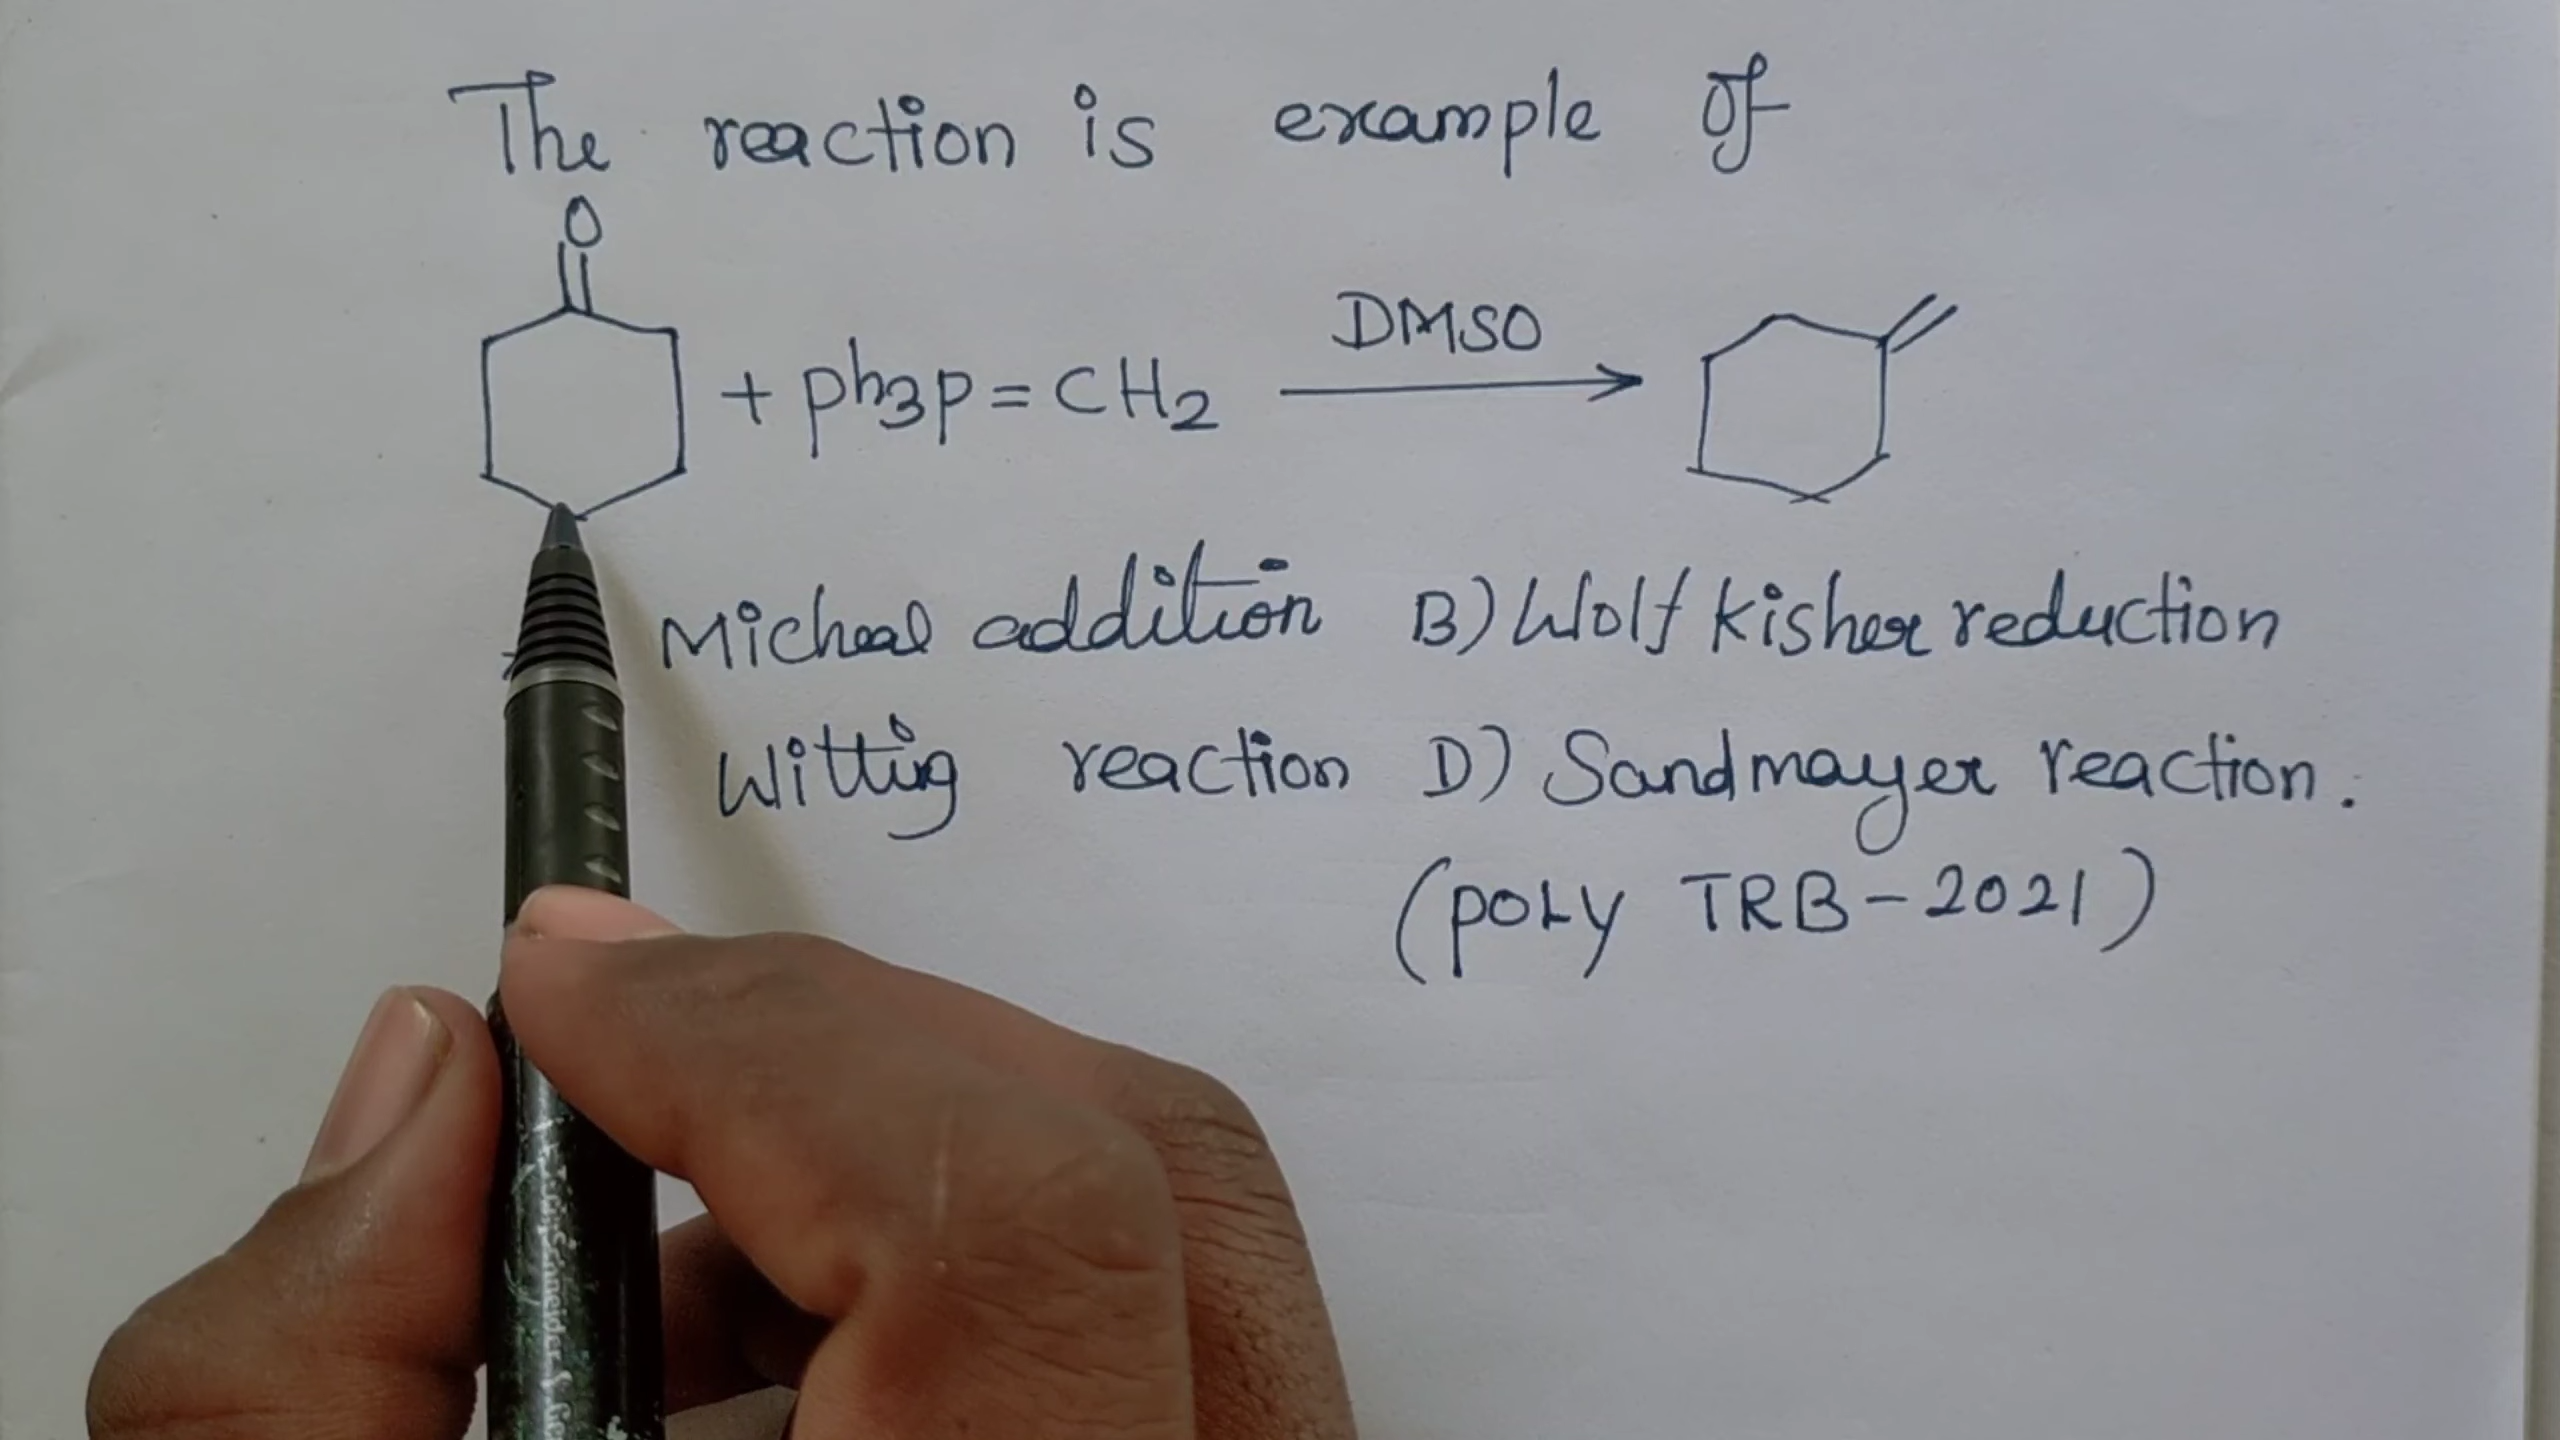 The reaction is example of
O
+ ph3p = CH2 DMSO
Micheal addition B) Wolf kisher reduction
Wittig reaction D) Sandmayer reaction.
(poLy TRB-2021)